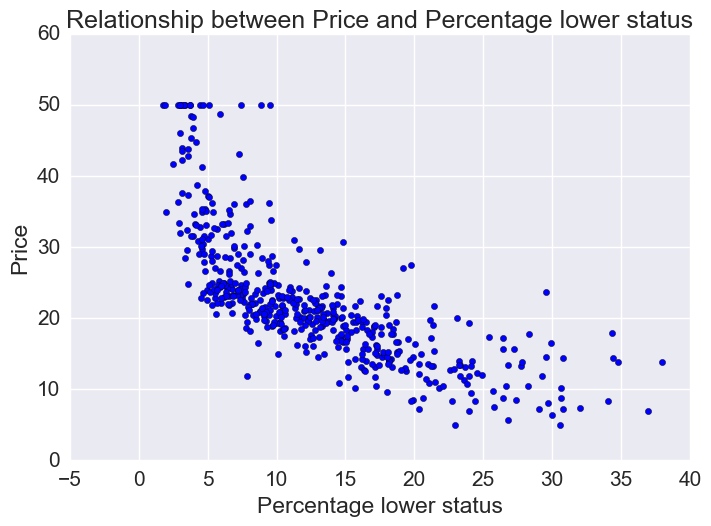 Relationship between Price and Percentage lower status
60
50
40
30
20
10
0
Price
−5 0 5 10 15 20 25 30 35 40
Percentage lower status